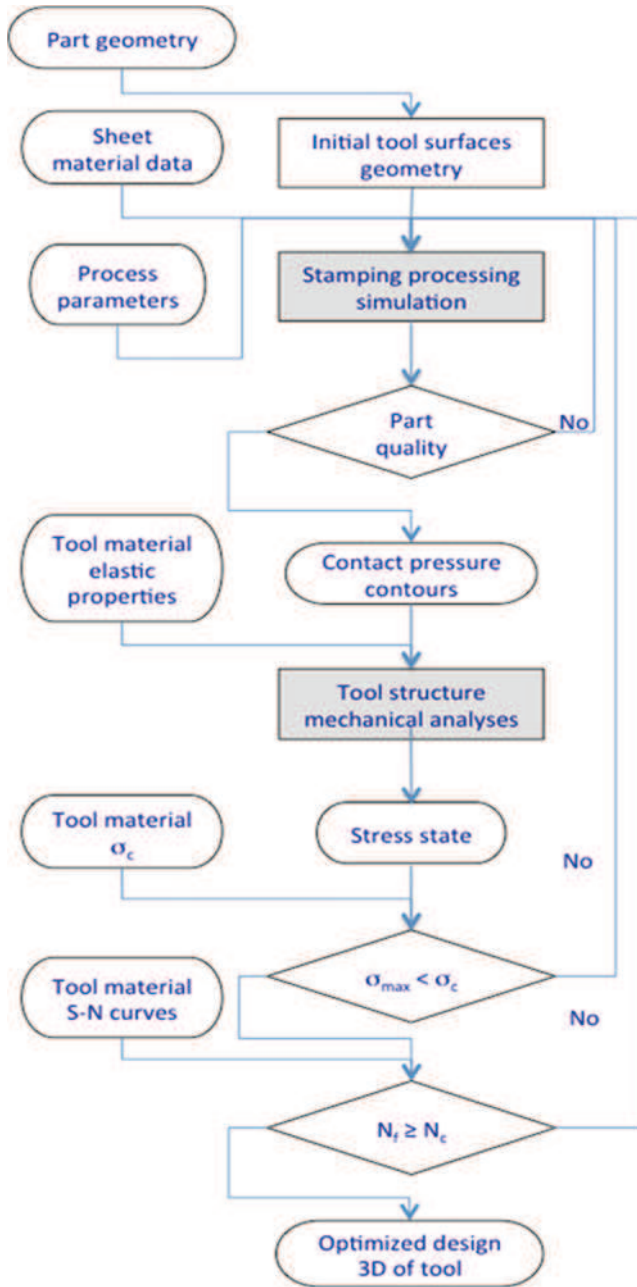 Part geometry
Sheet
material data
Initial tool surfaces
geometry
Process
parameters
Stamping processing
simulation
Part
quality
No
Tool material
elastic
properties
Contact pressure
contours
Tool structure
mechanical analyses
Tool material
σc
Stress state
No
σmax < σc
Tool material
S-N curves
No
Nf ≥ Nc
Optimized design
3D of tool